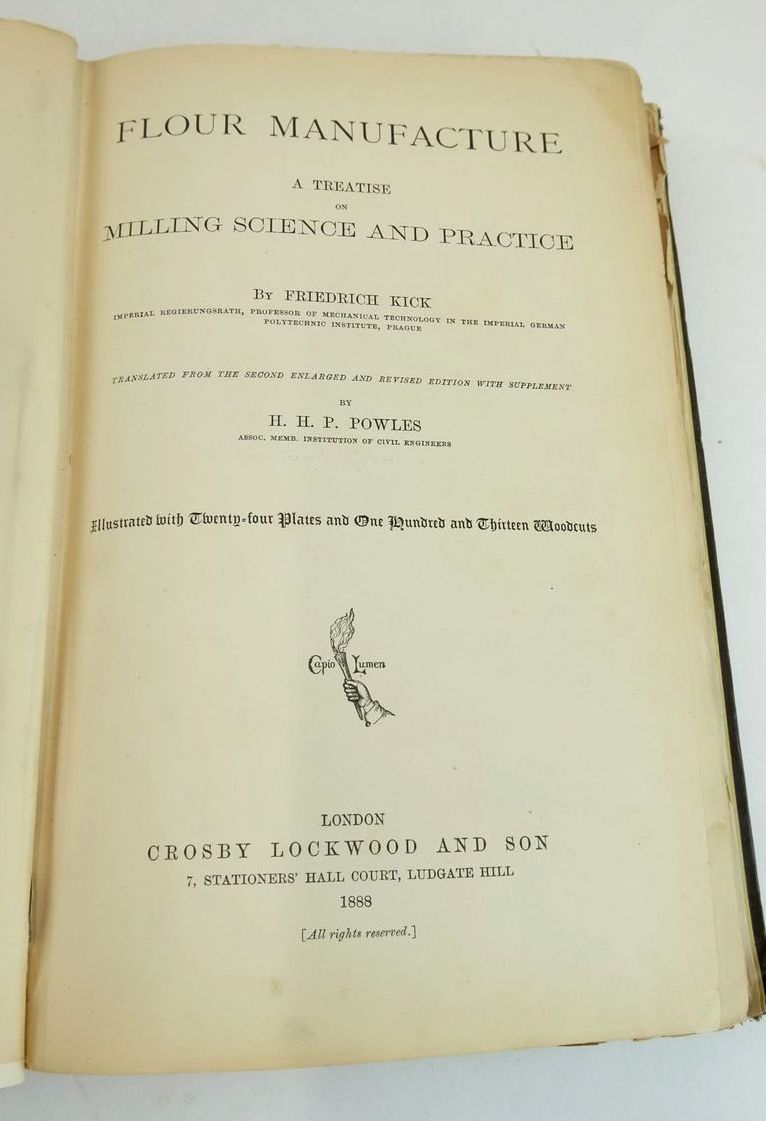 FLOUR MANUFACTURE
A TREATISE
ON
MILLING SCIENCE AND PRACTICE
By FRIEDRICH KICK
IMPERIAL REGIERUNGSRATH, PROFESSOR OF MECHANICAL TECHNOLOGY IN THE IMPERIAL GERMAN
POLYTECHNIC INSTITUTE, PRAGUE
TRANSLATED FROM THE SECOND ENLARGED AND REVISED EDITION WITH SUPPLEMENT
BY
H. H. P. POWLES
ASSOC. MEMB. INSTITUTION OF CIVIL ENGINEERS
Illustrated with Twenty-four Plates and One Hundred and Thirteen Woodcuts
Capio Lumen
LONDON
CROSBY LOCKWOOD AND SON
7, STATIONERS' HALL COURT, LUDGATE HILL
1888
[All rights reserved.]